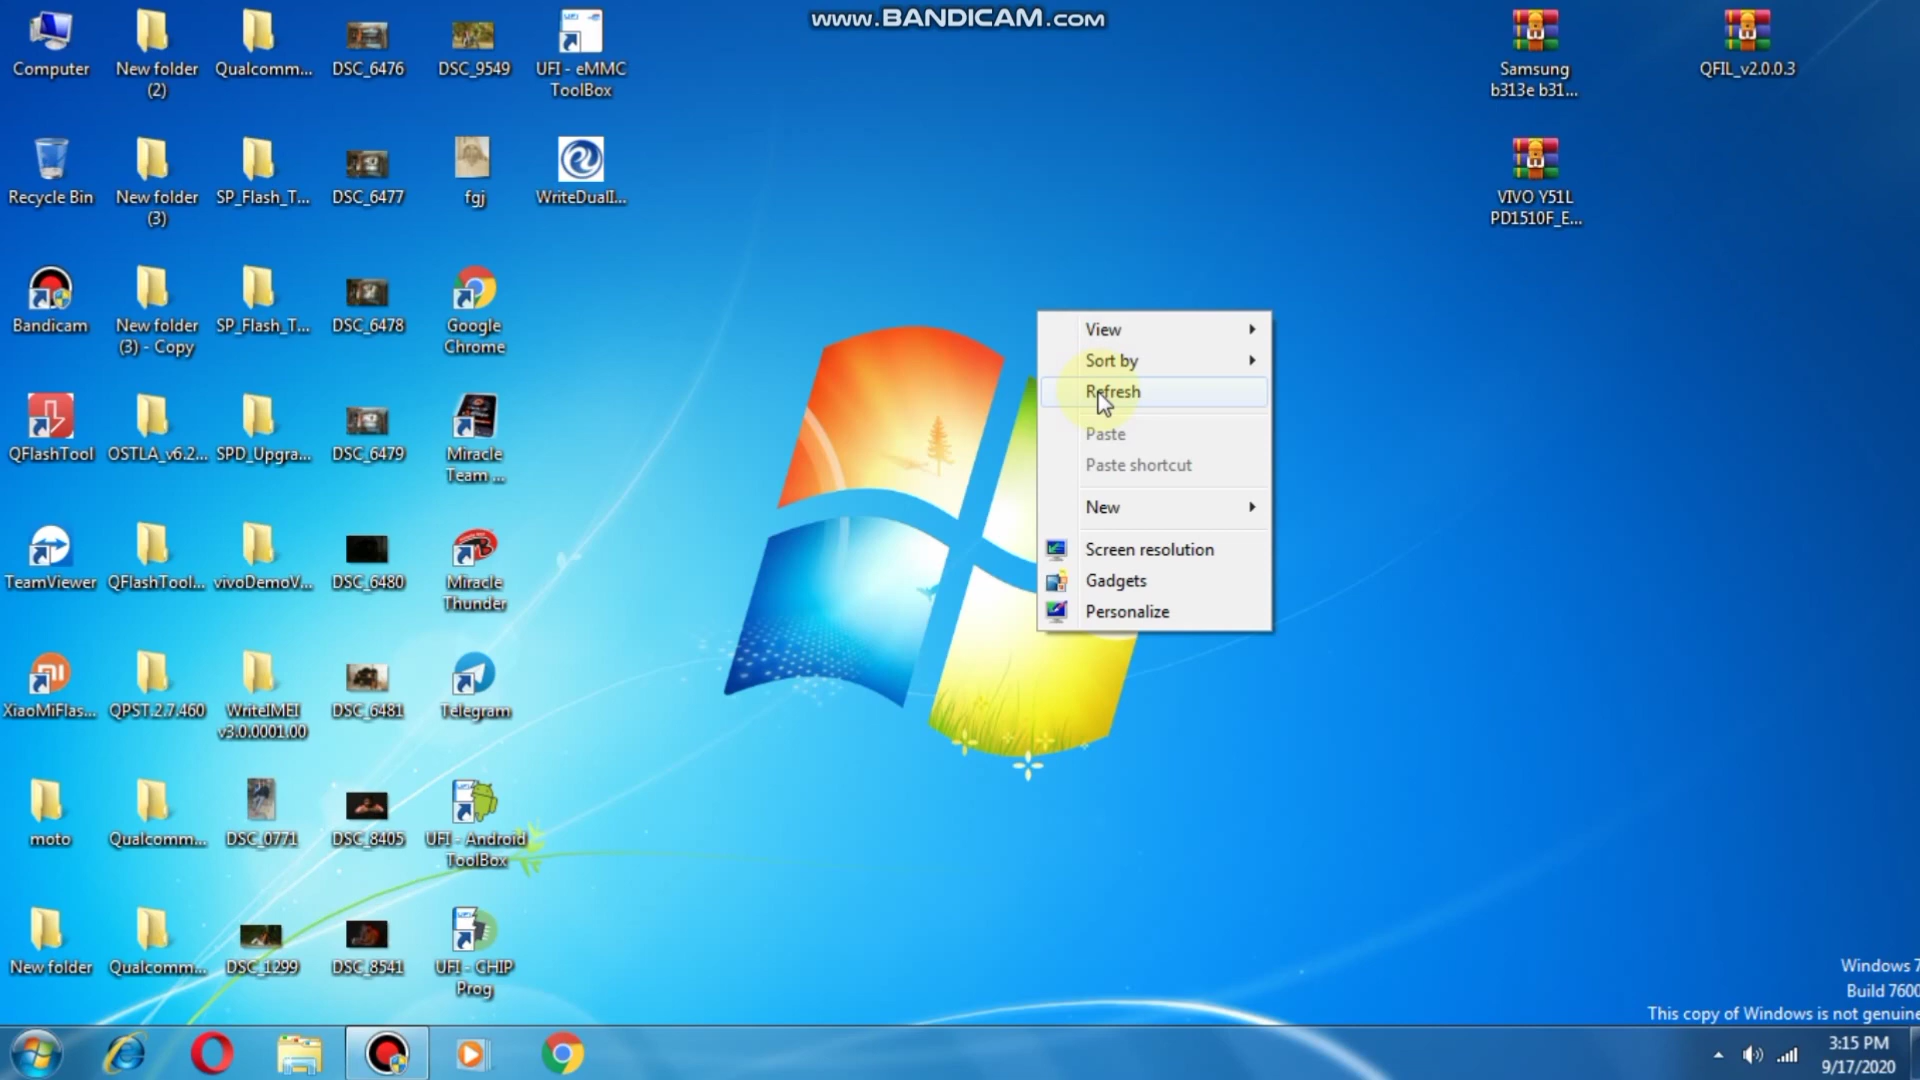 www.BANDICAM.com
Computer
New folder
(2)
Qualcomm...
DSC_6476
DSC_9549
UFI - eMMC
ToolBox
Samsung
b313e b31...
QFIL_v2.0.0.3
Recycle Bin
New folder
(3)
SP_Flash_T...
DSC_6477
fgj
WriteDualI...
VIVO Y51L
PD1510F_E...
Bandicam
New folder
(3) - Copy
SP_Flash_T...
DSC_6478
Google
Chrome
QFlashTool
OSTLA_v6.2...
SPD_Upgra...
DSC_6479
Miracle
Team ...
TeamViewer
QFlashTool...
vivoDemoV...
DSC_6480
Miracle
Thunder
XiaoMiFlas...
QPST.2.7.460
WriteIMEI
v3.0.0001.00
DSC_6481
Telegram
moto
Qualcomm...
DSC_0771
DSC_8405
UFI - Android
ToolBox
New folder
Qualcomm...
DSC_1299
DSC_8541
UFI - CHIP
Prog
View
Sort by
Refresh
Paste
Paste shortcut
New
Screen resolution
Gadgets
Personalize
Windows 7
Build 7600
This copy of Windows is not genuine
3:15 PM
9/17/2020